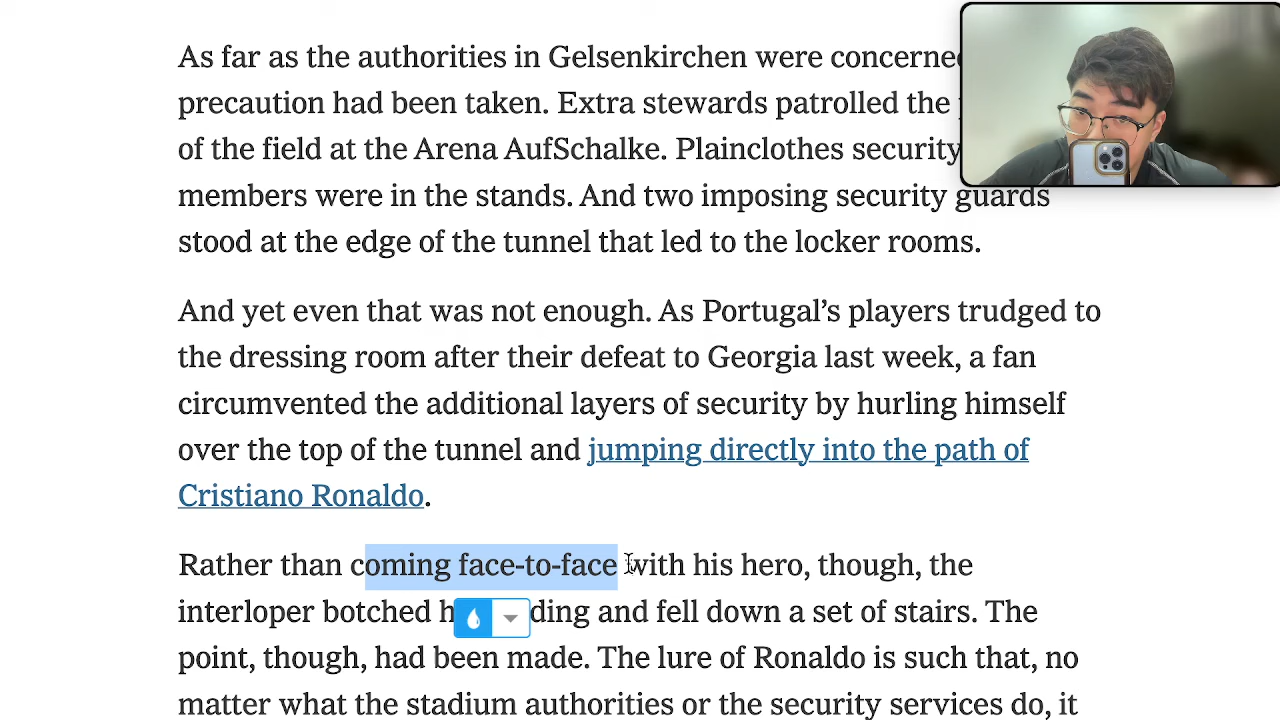 As far as the authorities in Gelsenkirchen were concerned
precaution had been taken. Extra stewards patrolled the
of the field at the Arena AufSchalke. Plainclothes security
members were in the stands. And two imposing security guards
stood at the edge of the tunnel that led to the locker rooms.
And yet even that was not enough. As Portugal’s players trudged to
the dressing room after their defeat to Georgia last week, a fan
circumvented the additional layers of security by hurling himself
over the top of the tunnel and jumping directly into the path of
Cristiano Ronaldo.
Rather than coming face-to-face with his hero, though, the
interloper botched and fell down a set of stairs. The
point, though, had been made. The lure of Ronaldo is such that, no
matter what the stadium authorities or the security services do, it